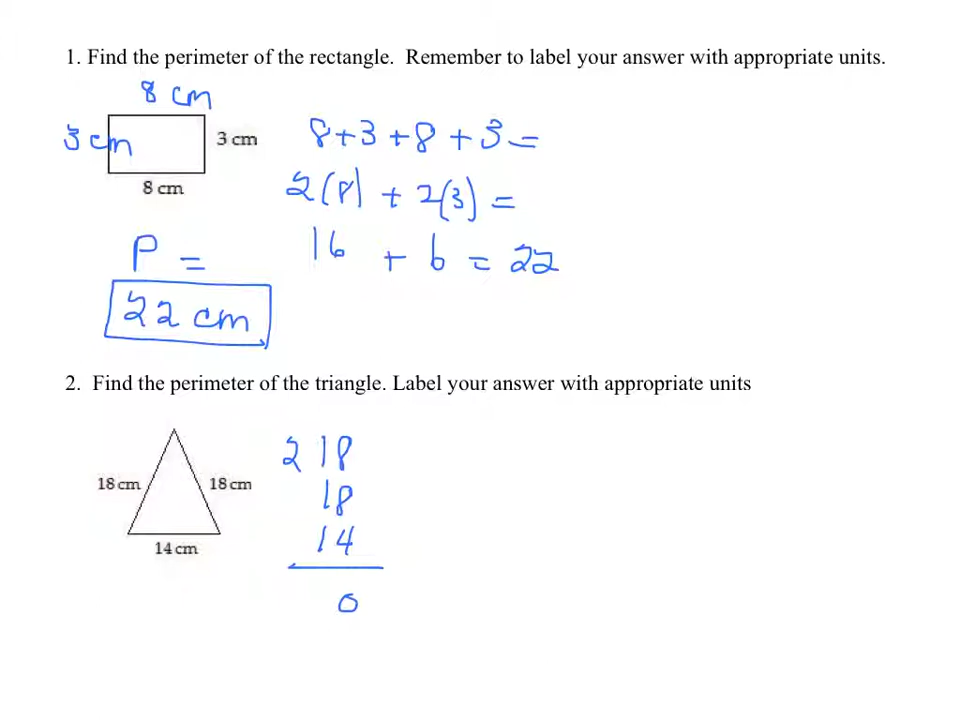 1. Find the perimeter of the rectangle. Remember to label your answer with appropriate units.
8 cm
3 cm
3 cm
8 cm
8+3+8+3=
2(8)+2(3)=
16+6=22
P=
22 cm
2. Find the perimeter of the triangle. Label your answer with appropriate units
18 cm
18 cm
14 cm
2 18
18
14
0